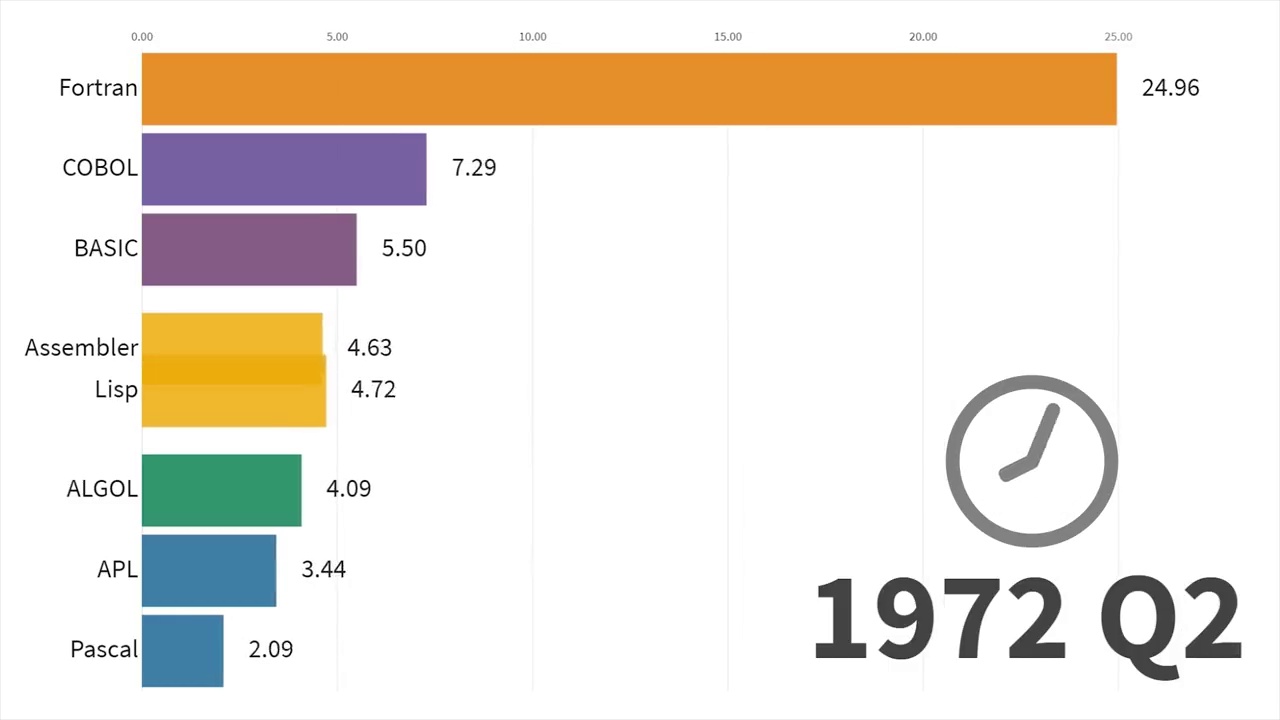 0.00 5.00 10.00 15.00 20.00 25.00
Fortran 24.96
COBOL 7.29
BASIC 5.50
Assembler 4.63
Lisp 4.72
ALGOL 4.09
APL 3.44
Pascal 2.09
1972 Q2